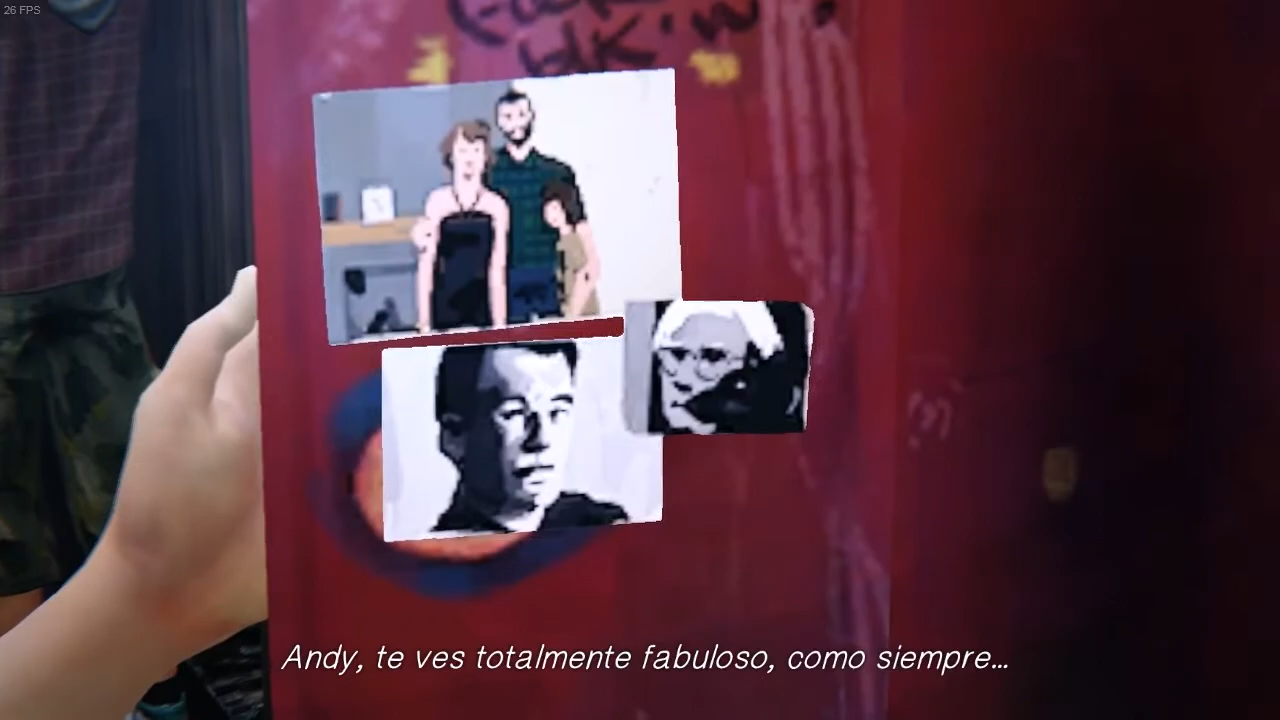 26 FPS
Andy, te ves totalmente fabuloso, como siempre...